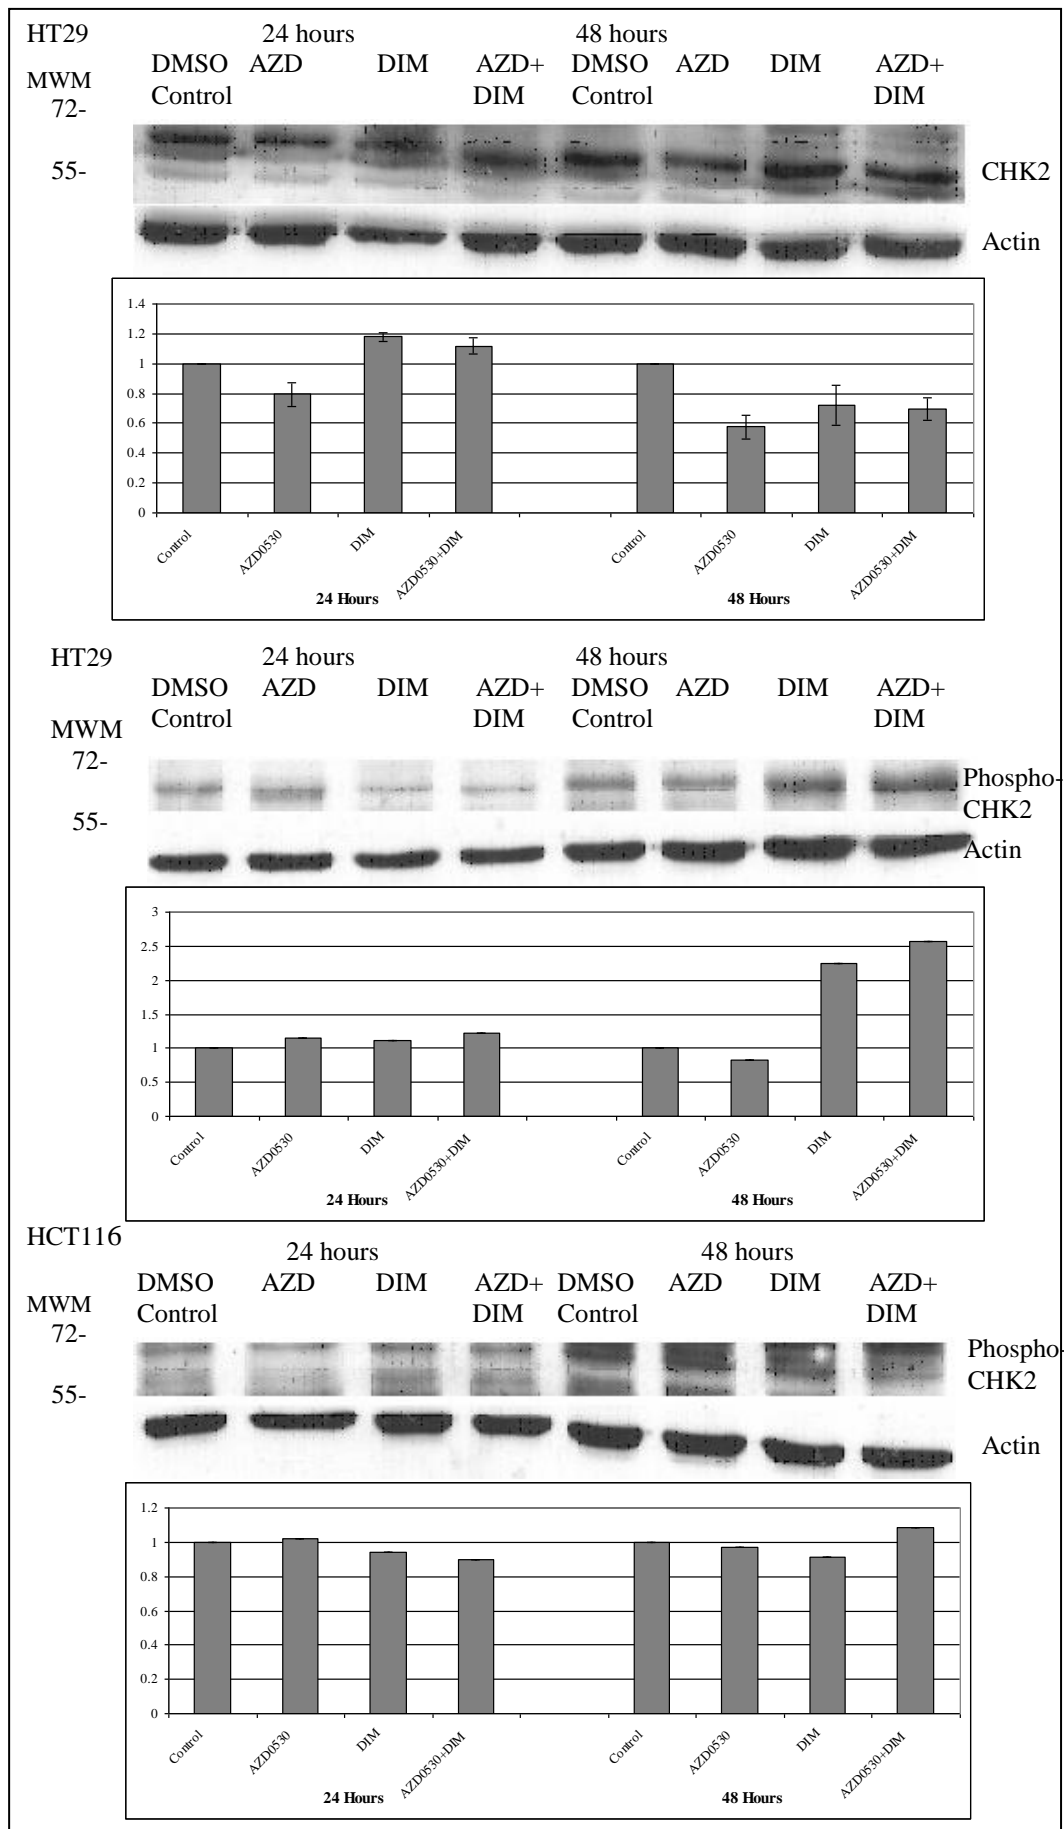 HT29 24 hours 48 hours
DMSO AZD DIM AZD+ DMSO AZD DIM AZD+
MWM Control DIM Control DIM
72-
55- CHK2
Actin
1.4
1.2
1
0.8
0.6
0.4
0.2
0
Control AZD0530 DIM AZD0530+DIM Control AZD0530 DIM AZD0530+DIM
24 Hours 48 Hours
HT29 24 hours 48 hours
DMSO AZD DIM AZD+ DMSO AZD DIM AZD+
Control DIM Control DIM
MWM
72-
Phospho-
55- CHK2
Actin
3
2.5
2
1.5
1
0.5
0
Control AZD0530 DIM AZD0530+DIM Control AZD0530 DIM AZD0530+DIM
24 Hours 48 Hours
HCT116
24 hours 48 hours
DMSO AZD DIM AZD+ DMSO AZD DIM AZD+
MWM Control DIM Control DIM
72-
Phospho-
55- CHK2
Actin
1.2
1
0.8
0.6
0.4
0.2
0
Control AZD0530 DIM AZD0530+DIM Control AZD0530 DIM AZD0530+DIM
24 Hours 48 Hours